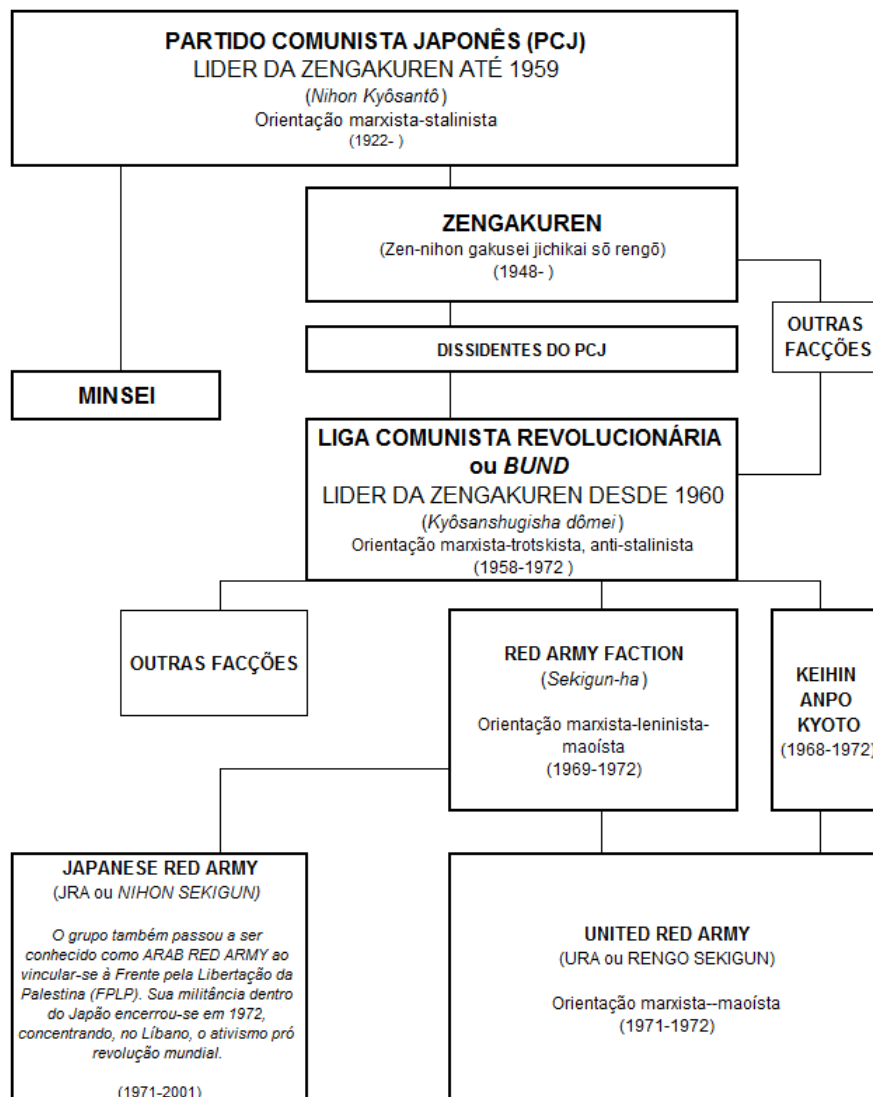 PARTIDO COMUNISTA JAPONÊS (PCJ)
LIDER DA ZENGAKUREN ATÉ 1959
(Nihon Kyôsantô)
Orientação marxista-stalinista
(1922- )
ZENGAKUREN
(Zen-nihon gakusei jichikai sō rengō)
(1948- )
OUTRAS
FACÇÕES
DISSIDENTES DO PCJ
MINSEI
LIGA COMUNISTA REVOLUCIONÁRIA
ou BUND
LIDER DA ZENGAKUREN DESDE 1960
(Kyôsanshugisha dômei)
Orientação marxista-trotskista, anti-stalinista
(1958-1972 )
OUTRAS FACÇÕES
RED ARMY FACTION
(Sekigun-ha)
Orientação marxista-leninista-
maoísta
(1969-1972)
KEIHIN
ANPO
KYOTO
(1968-1972)
JAPANESE RED ARMY
(JRA ou NIHON SEKIGUN)
O grupo também passou a ser
conhecido como ARAB RED ARMY ao
vincular-se à Frente pela Libertação da
Palestina (FPLP). Sua militância dentro
do Japão encerrou-se em 1972,
concentrando, no Líbano, o ativismo pró
revolução mundial.
(1971-2001)
UNITED RED ARMY
(URA ou RENGO SEKIGUN)
Orientação marxista--maoísta
(1971-1972)